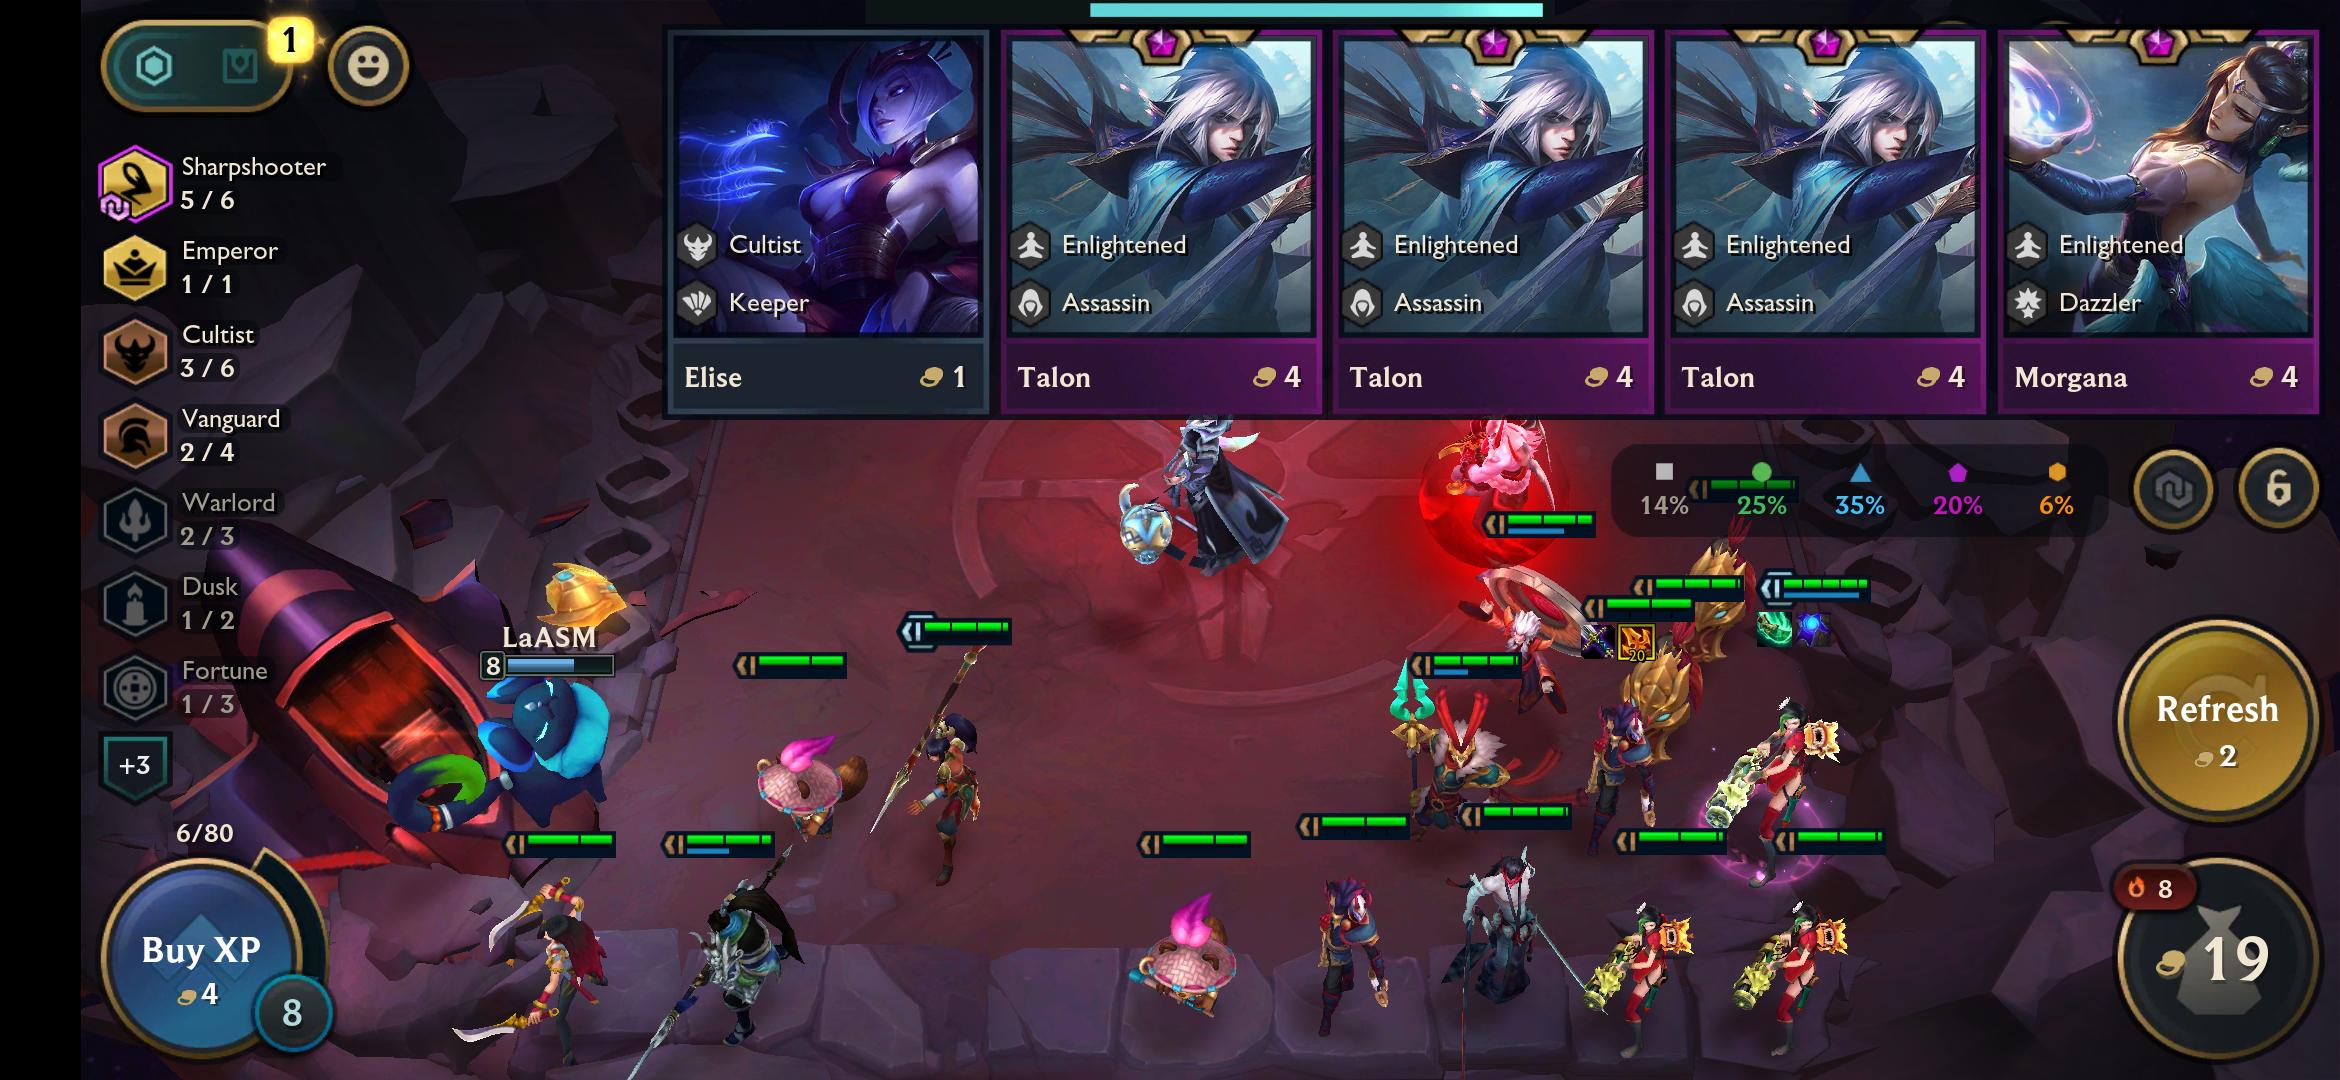 1
Sharpshooter
5 / 6
Emperor
1 / 1
Cultist
3 / 6
Vanguard
2 / 4
Warlord
2 / 3
Dusk
1 / 2
Fortune
1 / 3
+3
6/80
Buy XP
4
8
LaASM
8
Cultist
Keeper
Elise 1
Enlightened
Assassin
Talon 4
Enlightened
Assassin
Talon 4
Enlightened
Assassin
Talon 4
Enlightened
Dazzler
Morgana 4
14% 25% 35% 20% 6%
20
Refresh
2
8
19